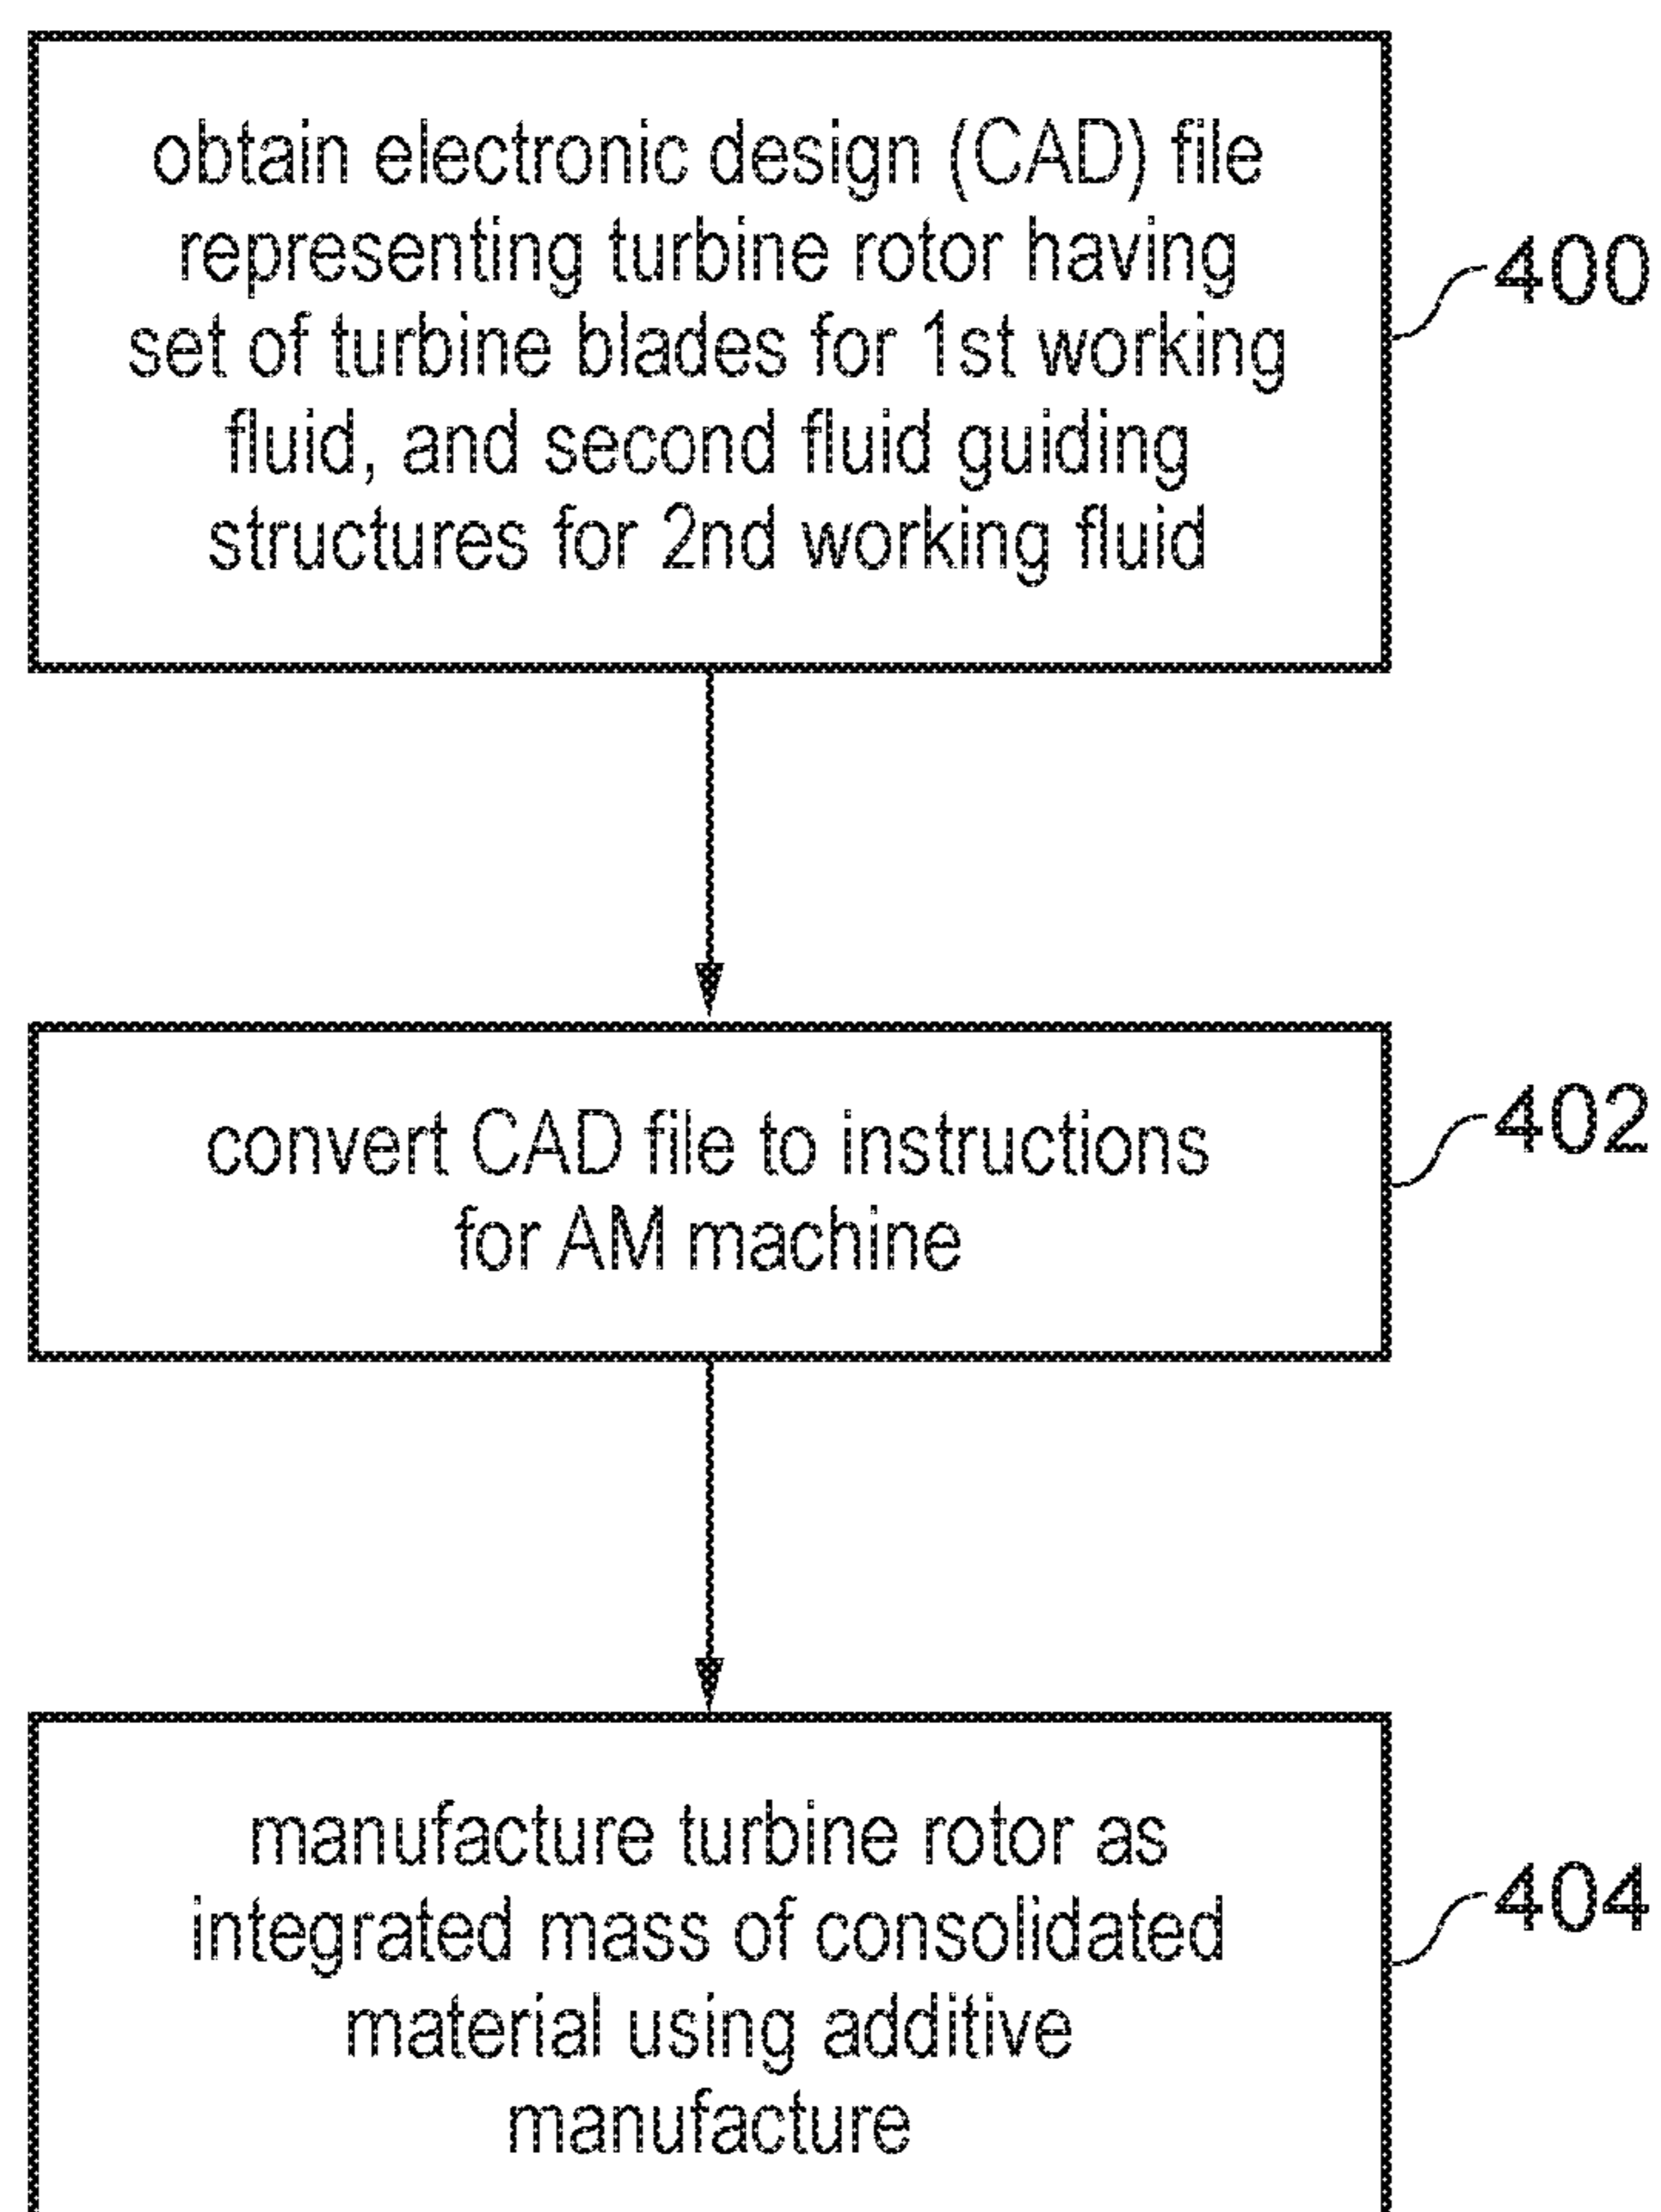 obtain electronic design (CAD) file
representing turbine rotor having
set of turbine blades for 1st working
fluid, and second fluid guiding
structures for 2nd working fluid
400
convert CAD file to instructions
for AM machine
402
manufacture turbine rotor as
integrated mass of consolidated
material using additive
manufacture
404